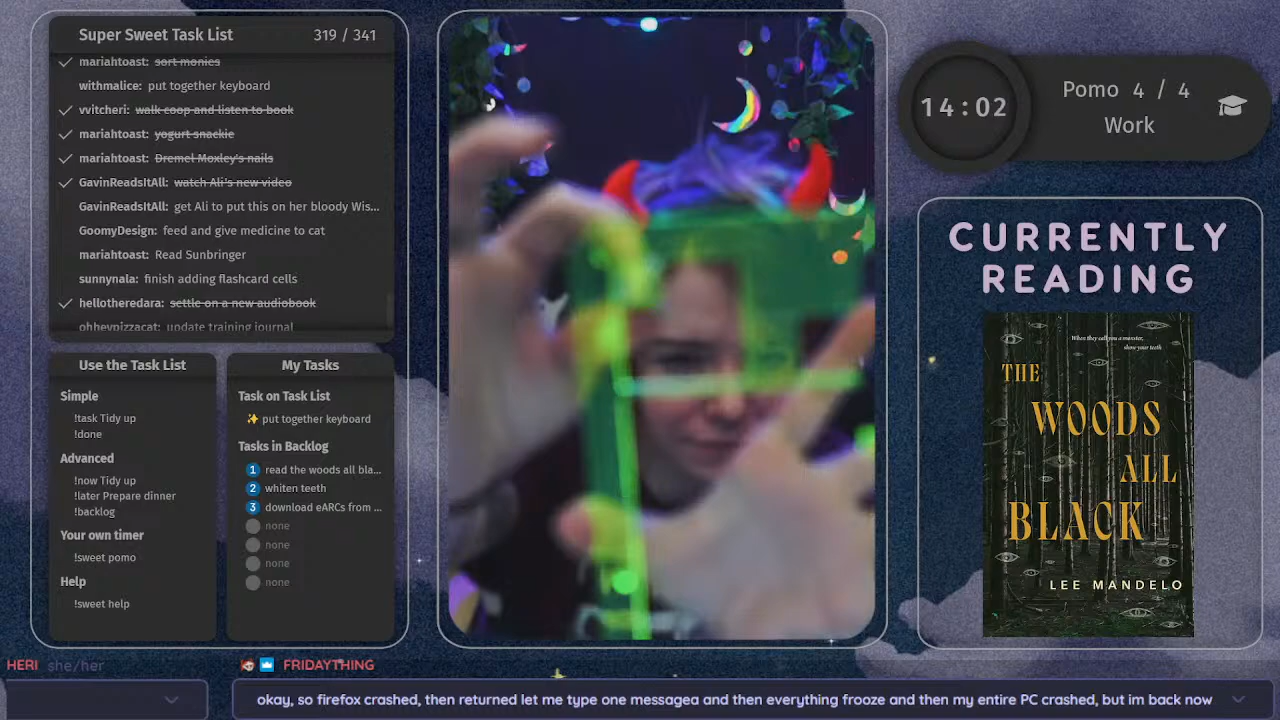 Super Sweet Task List 319 / 341
mariahtoast: sort monies
withmalice: put together keyboard
vvitcheri: walk coop and listen to book
mariahtoast: yogurt snackie
mariahtoast: Dremel Moxley's nails
GavinReadsItAll: watch Ali's new video
GavinReadsItAll: get Ali to put this on her bloody Wis...
GoomyDesign: feed and give medicine to cat
mariahtoast: Read Sunbringer
sunnynala: finish adding flashcard cells
hellotheredara: settle on a new audiobook
ohheypizzacat: update training journal
Use the Task List
Simple
!task Tidy up
!done
Advanced
!now Tidy up
!later Prepare dinner
!backlog
Your own timer
!sweet pomo
Help
!sweet help
My Tasks
Task on Task List
✨ put together keyboard
Tasks in Backlog
1 read the woods all bla...
2 whiten teeth
3 download eARCs from ...
none
none
none
none
14:02
Pomo 4 / 4
Work
CURRENTLY
READING
When they call you a monster,
show your teeth
THE
WOODS
ALL
BLACK
LEE MANDELO
HERI she/her
FRIDAYTHING
okay, so firefox crashed, then returned let me type one messagea and then everything frooze and then my entire PC crashed, but im back now